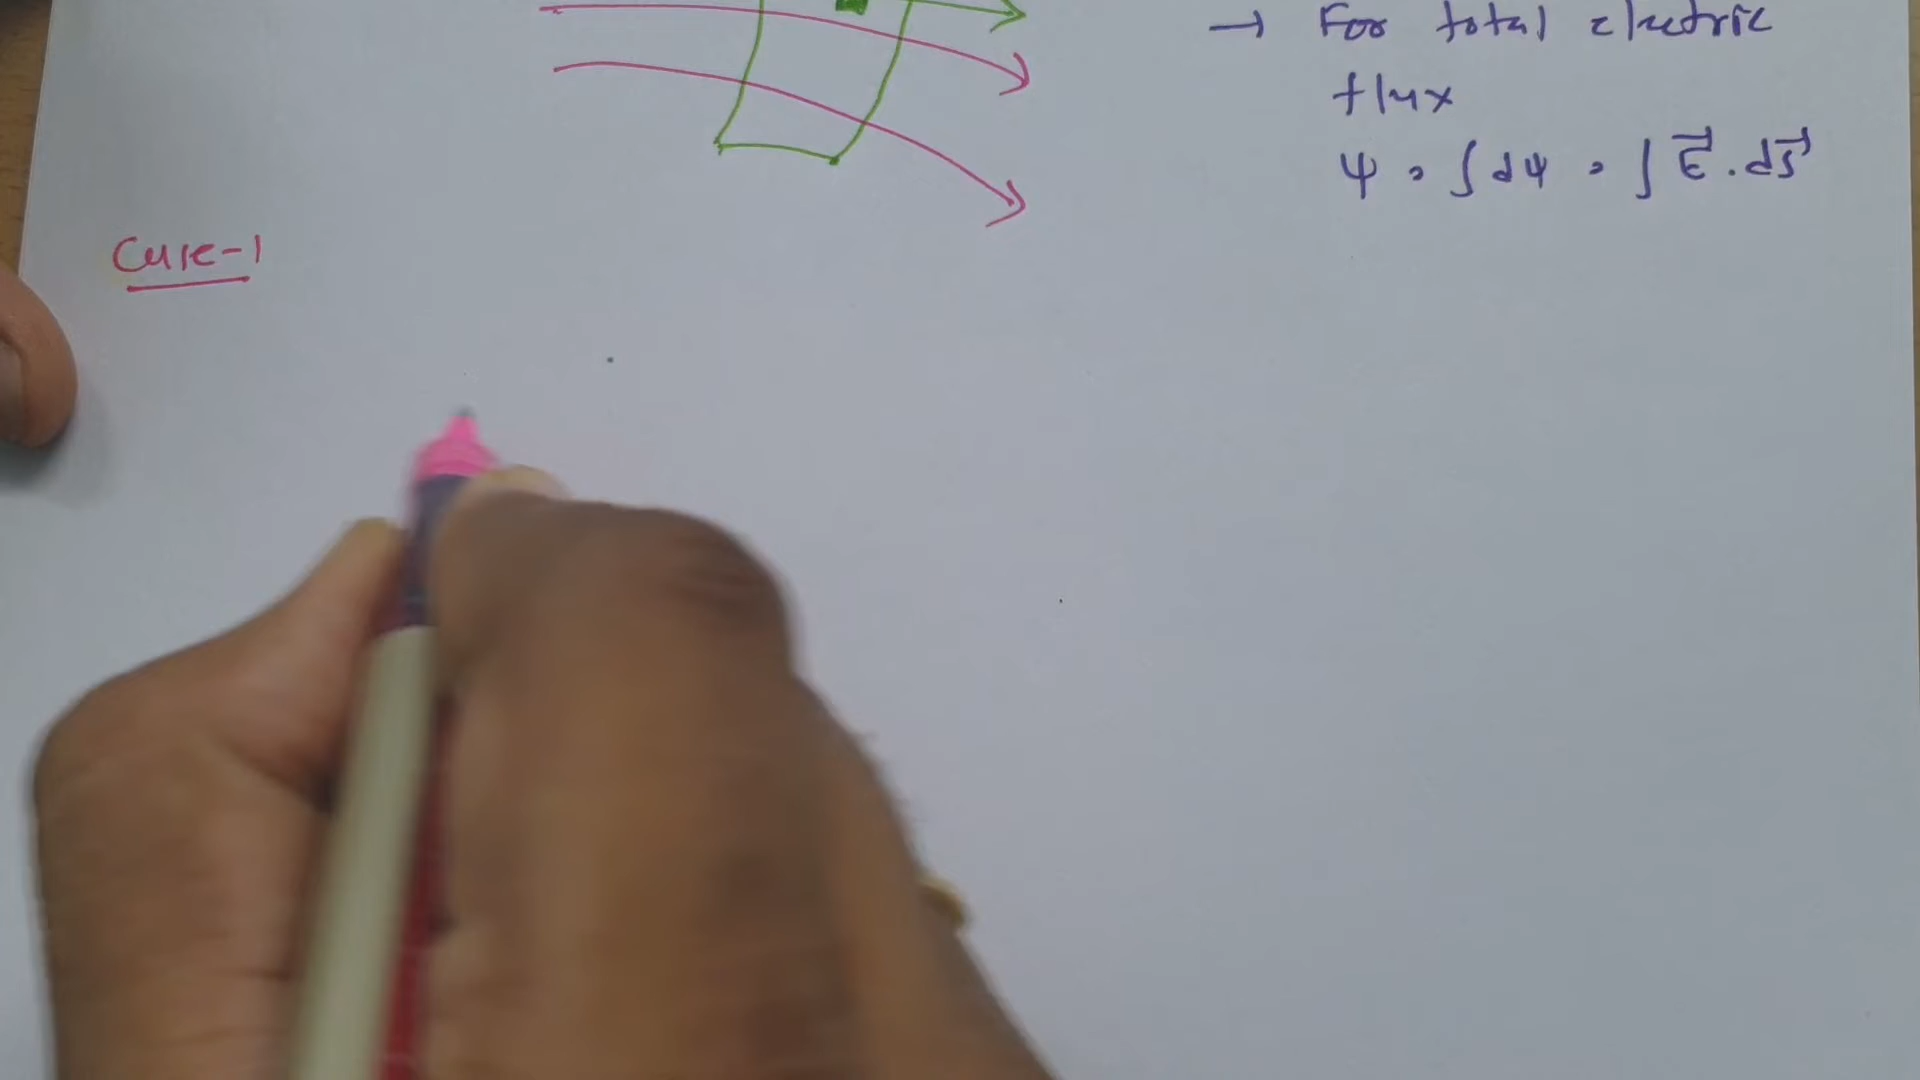 → For total electric
flux
ψ = ∫ dψ = ∫ E⃗ . dS⃗
Case-1